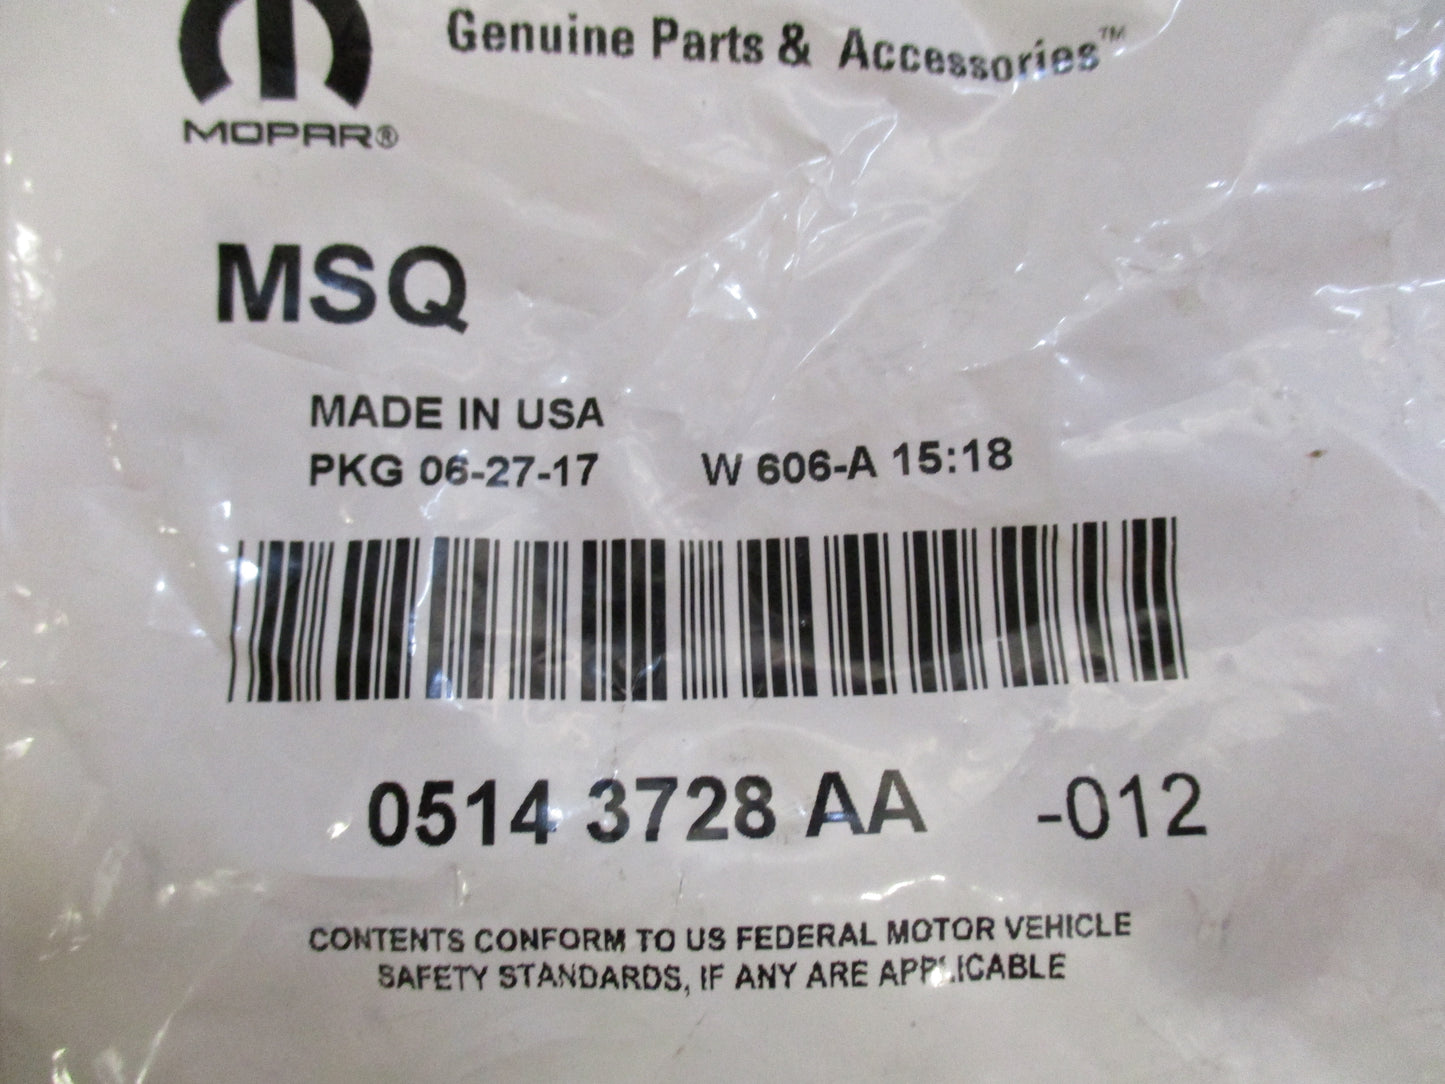 Genuine Parts & Accessories™
MOPAR®
MSQ
MADE IN USA
PKG 06-27-17 W 606-A 15:18
0514 3728 AA -012
CONTENTS CONFORM TO US FEDERAL MOTOR VEHICLE
SAFETY STANDARDS, IF ANY ARE APPLICABLE